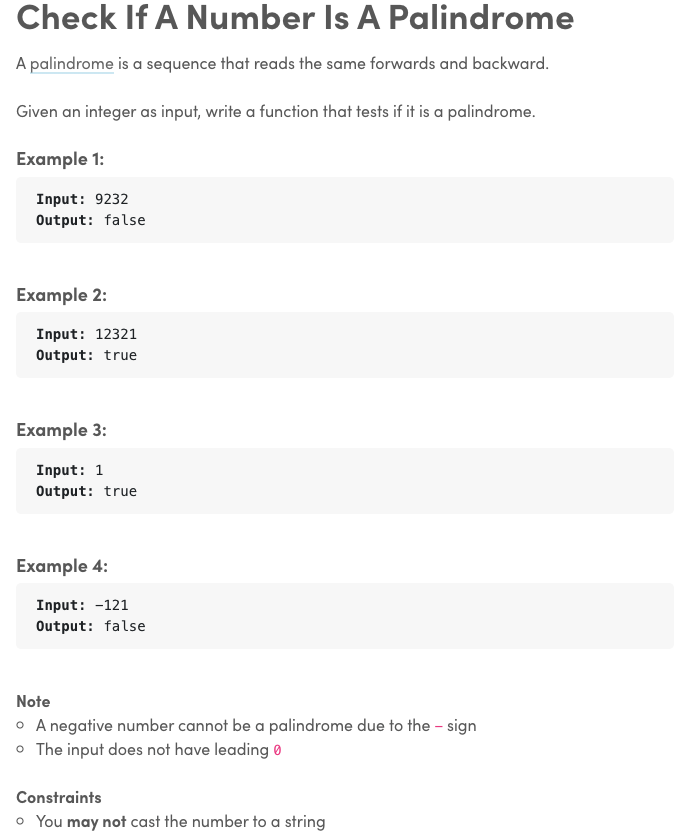 Check If A Number Is A Palindrome
A palindrome is a sequence that reads the same forwards and backward.
Given an integer as input, write a function that tests if it is a palindrome.
Example 1:
Input: 9232
Output: false
Example 2:
Input: 12321
Output: true
Example 3:
Input: 1
Output: true
Example 4:
Input: -121
Output: false
Note
○ A negative number cannot be a palindrome due to the - sign
○ The input does not have leading 0
Constraints
○ You may not cast the number to a string